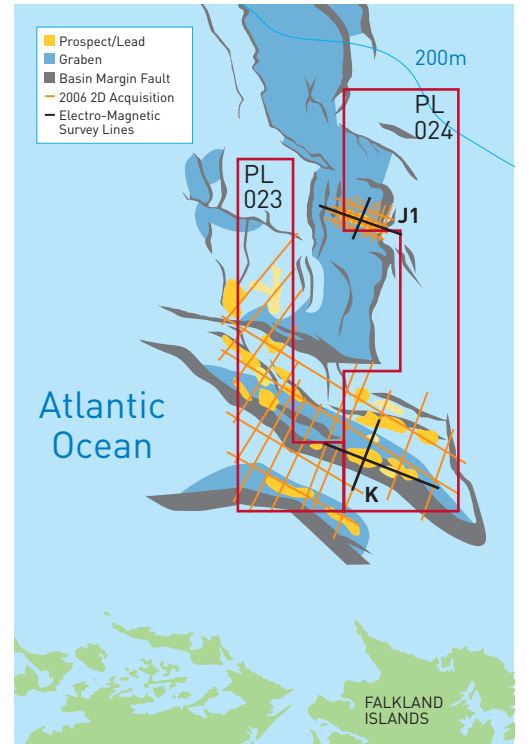 Prospect/Lead
Graben
Basin Margin Fault
2006 2D Acquisition
Electro-Magnetic
Survey Lines
200m
PL
024
PL
023
J1
Atlantic
Ocean
K
FALKLAND
ISLANDS